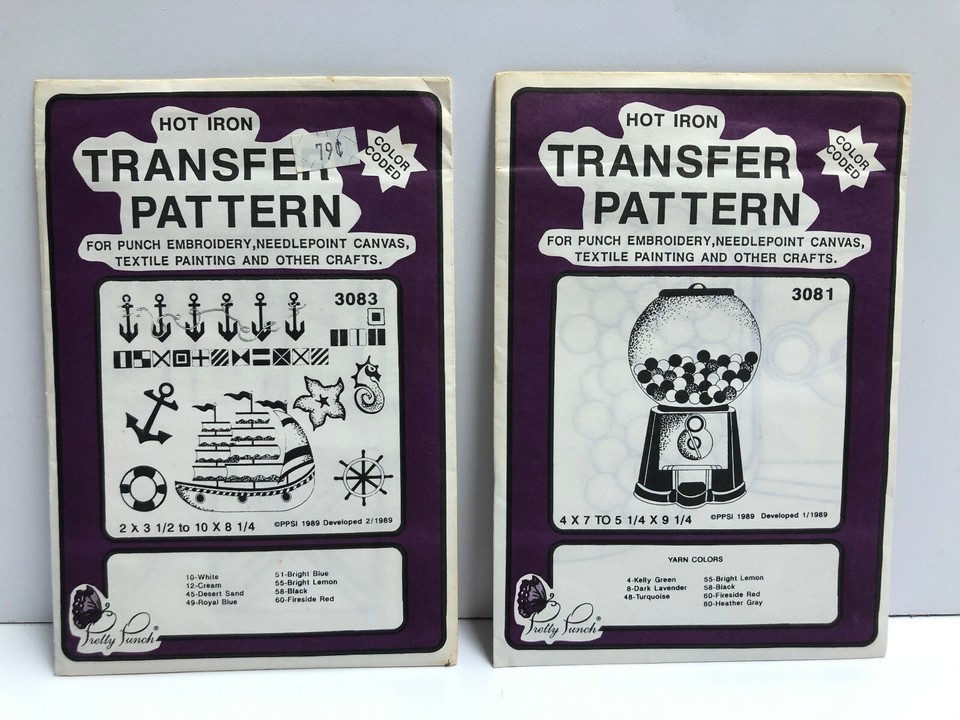 HOT IRON
TRANSFER
79¢
COLOR
CODED
PATTERN
FOR PUNCH EMBROIDERY,NEEDLEPOINT CANVAS,
TEXTILE PAINTING AND OTHER CRAFTS.
3083
2 X 3 1/2 to 10 X 8 1/4
©PPSI 1989 Developed 2/1989
10-White
12-Cream
45-Desert Sand
49-Royal Blue
51-Bright Blue
55-Bright Lemon
58-Black
60-Fireside Red
Pretty Punch®
HOT IRON
TRANSFER
COLOR
CODED
PATTERN
FOR PUNCH EMBROIDERY,NEEDLEPOINT CANVAS,
TEXTILE PAINTING AND OTHER CRAFTS.
3081
4 X 7 TO 5 1/4 X 9 1/4
©PPSI 1989 Developed 1/1989
YARN COLORS
4-Kelly Green
8-Dark Lavender
48-Turquoise
55-Bright Lemon
58-Black
60-Fireside Red
80-Heather Gray
Pretty Punch®